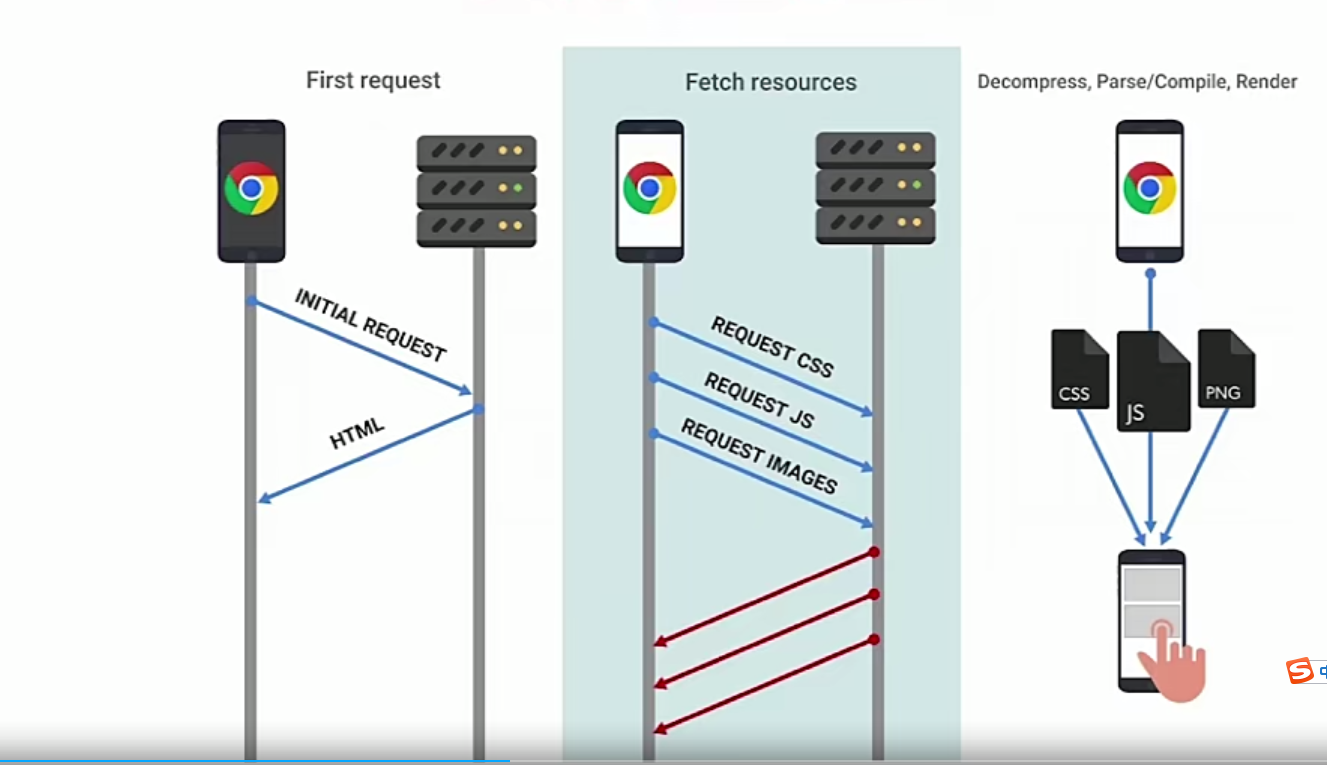 First request
Fetch resources
Decompress, Parse/Compile, Render
INITIAL REQUEST
HTML
REQUEST CSS
REQUEST JS
REQUEST IMAGES
CSS
JS
PNG
S